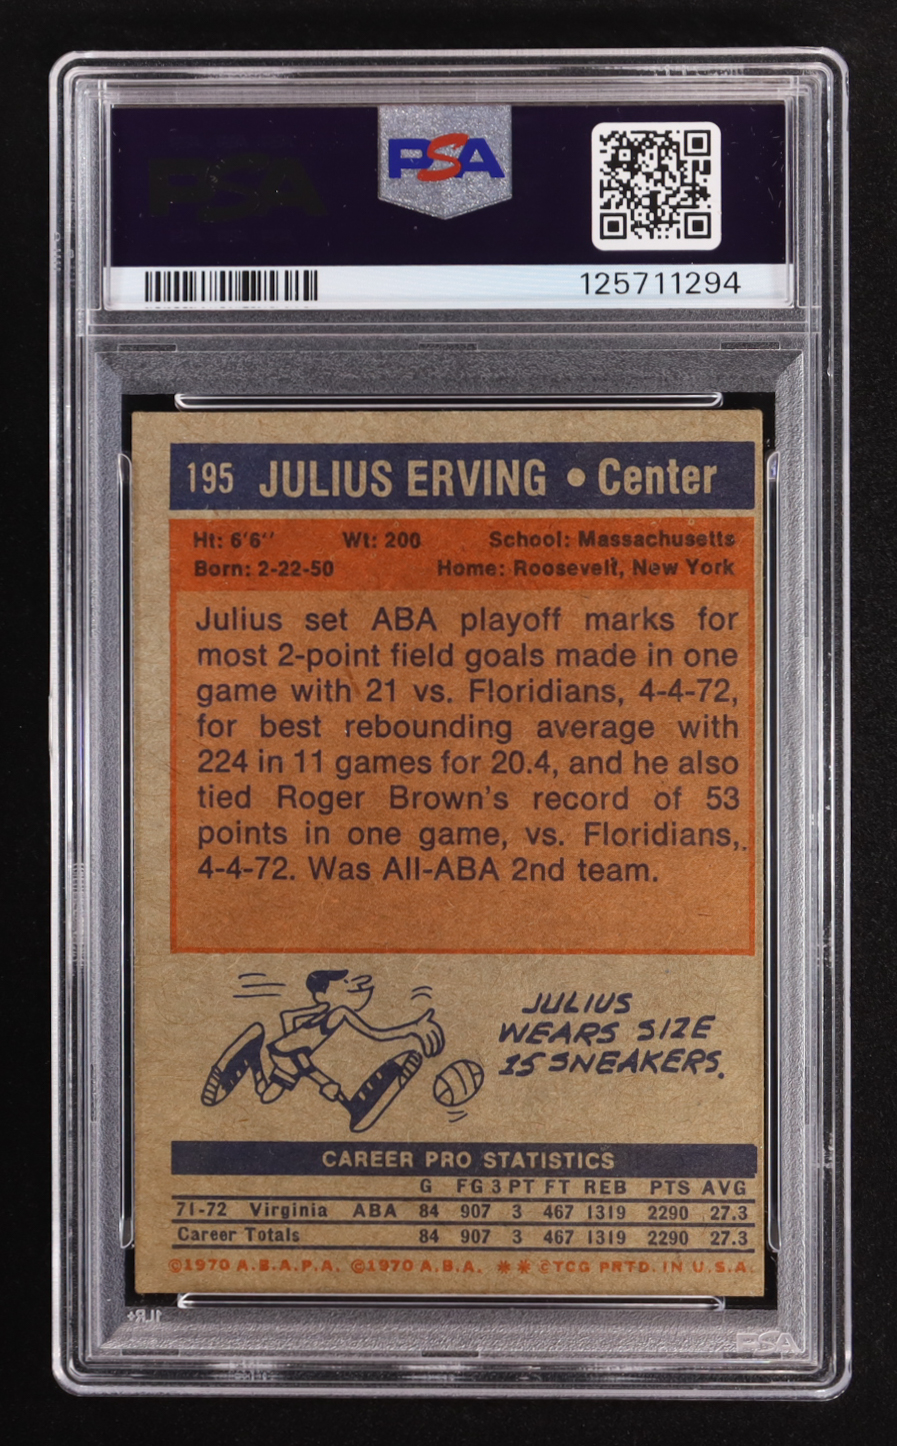 PSA
PSA
125711294
195 JULIUS ERVING • Center
Ht: 6'6" Wt: 200 School: Massachusetts
Born: 2-22-50 Home: Roosevelt, New York
Julius set ABA playoff marks for
most 2-point field goals made in one
game with 21 vs. Floridians, 4-4-72,
for best rebounding average with
224 in 11 games for 20.4, and he also
tied Roger Brown's record of 53
points in one game, vs. Floridians,
4-4-72. Was All-ABA 2nd team.
JULIUS
WEARS SIZE
15 SNEAKERS.
CAREER PRO STATISTICS
G FG 3 PT FT REB PTS AVG
71-72 Virginia ABA 84 907 3 467 1319 2290 27.3
Career Totals 84 907 3 467 1319 2290 27.3
©1970 A.B.A.P.A. ©1970 A.B.A. ✱✱ ©TCG PRTD. IN U.S.A.
1LR+
PSA